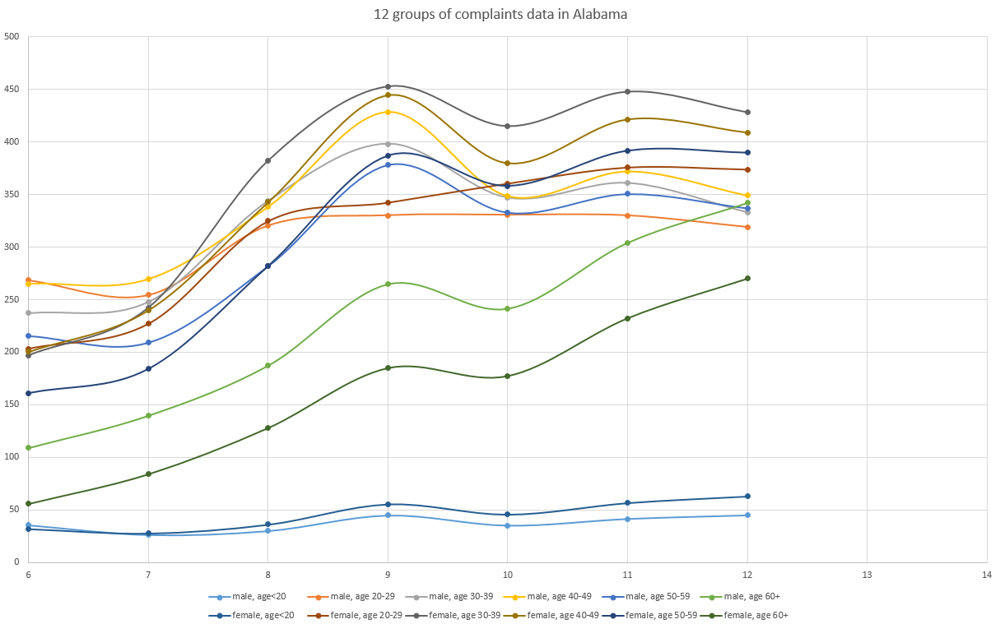 12 groups of complaints data in Alabama
500
450
400
350
300
250
200
150
100
50
0
6 7 8 9 10 11 12 13 14
male, age<20 male, age 20-29 male, age 30-39 male, age 40-49 male, age 50-59 male, age 60+
female, age<20 female, age 20-29 female, age 30-39 female, age 40-49 female, age 50-59 female, age 60+